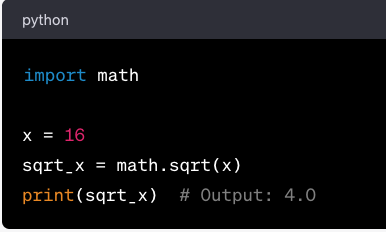 python
import math
x = 16
sqrt_x = math.sqrt(x)
print(sqrt_x)  # Output: 4.0